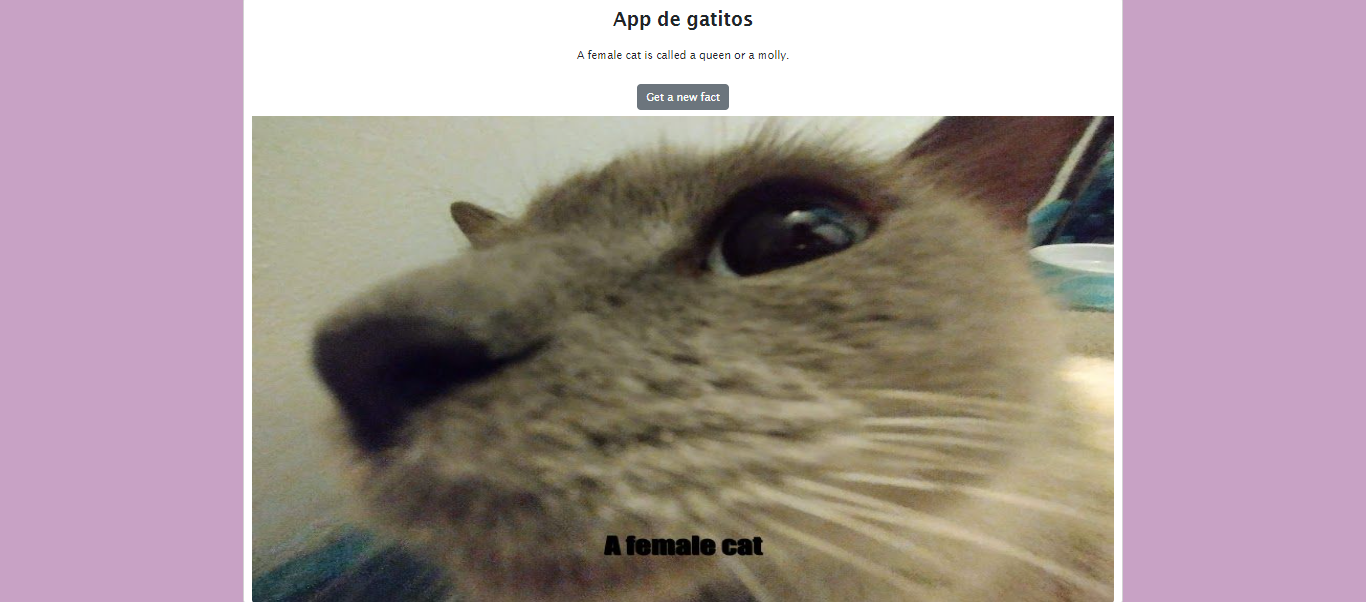 App de gatitos
A female cat is called a queen or a molly.
Get a new fact
A female cat